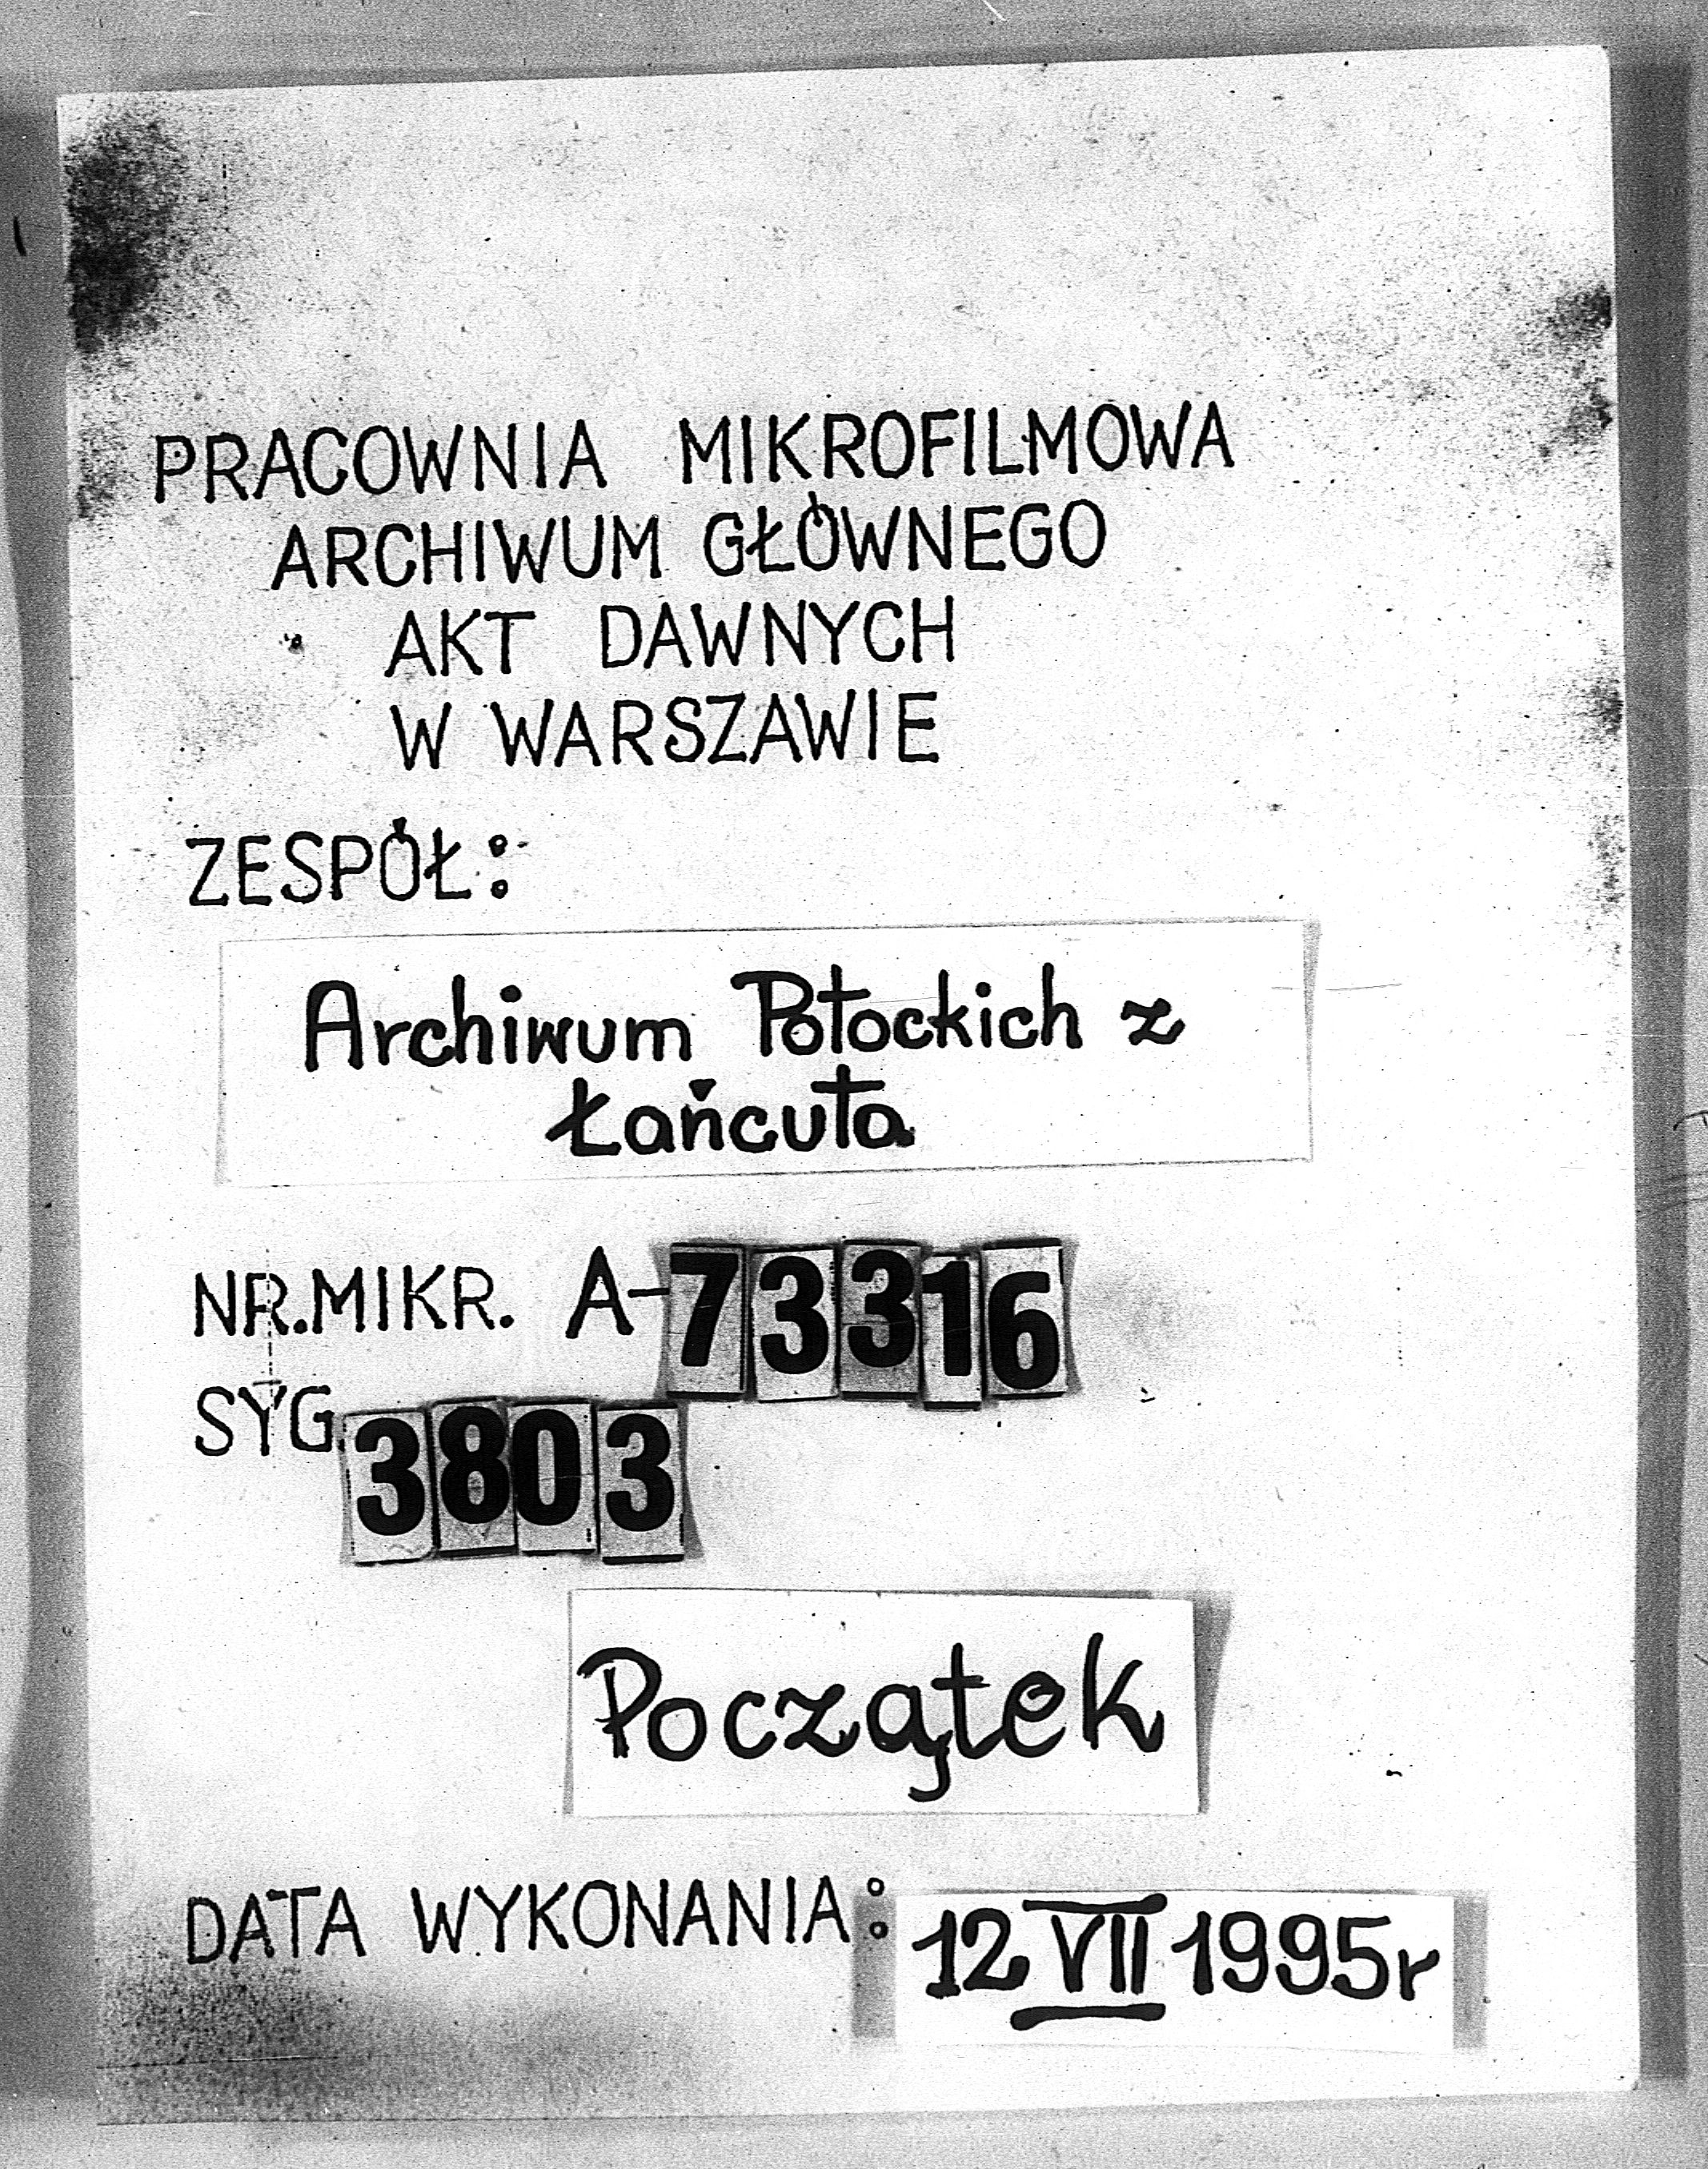 PRACOWNIA MIKROFILMOWA
ARCHIWUM GŁÓWNEGO
AKT DAWNYCH
W WARSZAWIE
ZESPÓŁ:
Archiwum Potockich z
Łańcuta
NR.MIKR. A-73316
SYG.3803
Początek
DATA WYKONANIA: 12 VII 1995r